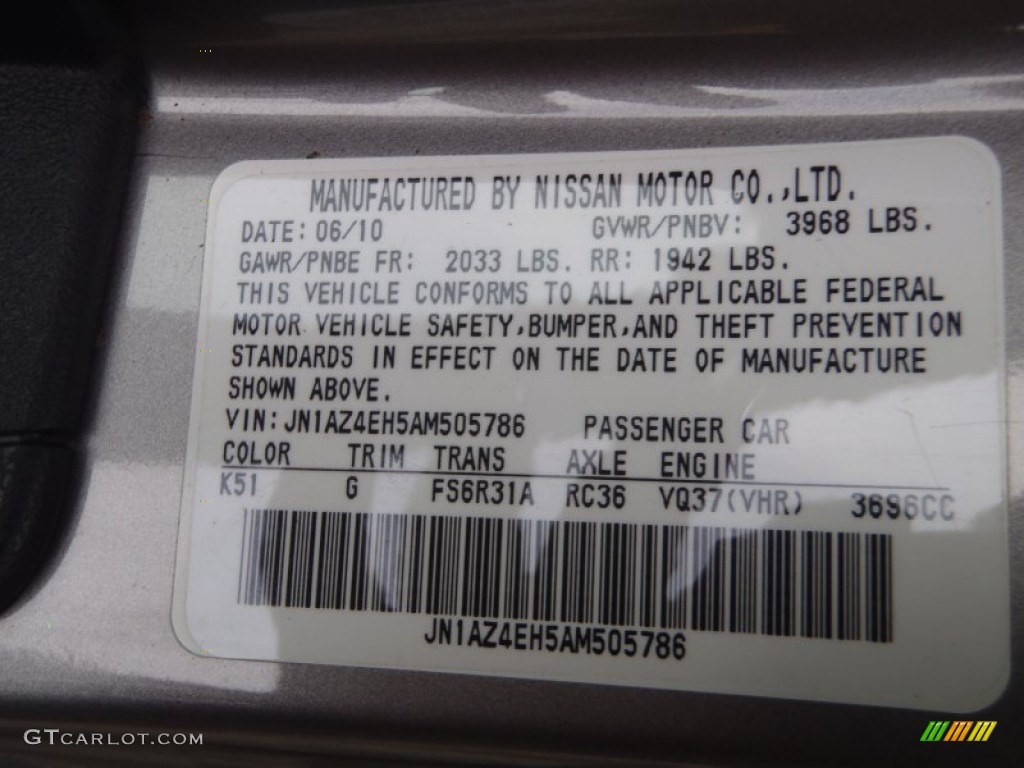 MANUFACTURED BY NISSAN MOTOR CO.,LTD.
DATE: 06/10 GVWR/PNBV: 3968 LBS.
GAWR/PNBE FR: 2033 LBS. RR: 1942 LBS.
THIS VEHICLE CONFORMS TO ALL APPLICABLE FEDERAL
MOTOR VEHICLE SAFETY,BUMPER,AND THEFT PREVENTION
STANDARDS IN EFFECT ON THE DATE OF MANUFACTURE
SHOWN ABOVE.
VIN:JN1AZ4EH5AM505786 PASSENGER CAR
COLOR TRIM TRANS AXLE ENGINE
K51 G FS6R31A RC36 VQ37(VHR) 3696CC
JN1AZ4EH5AM505786
GTCARLOT.COM